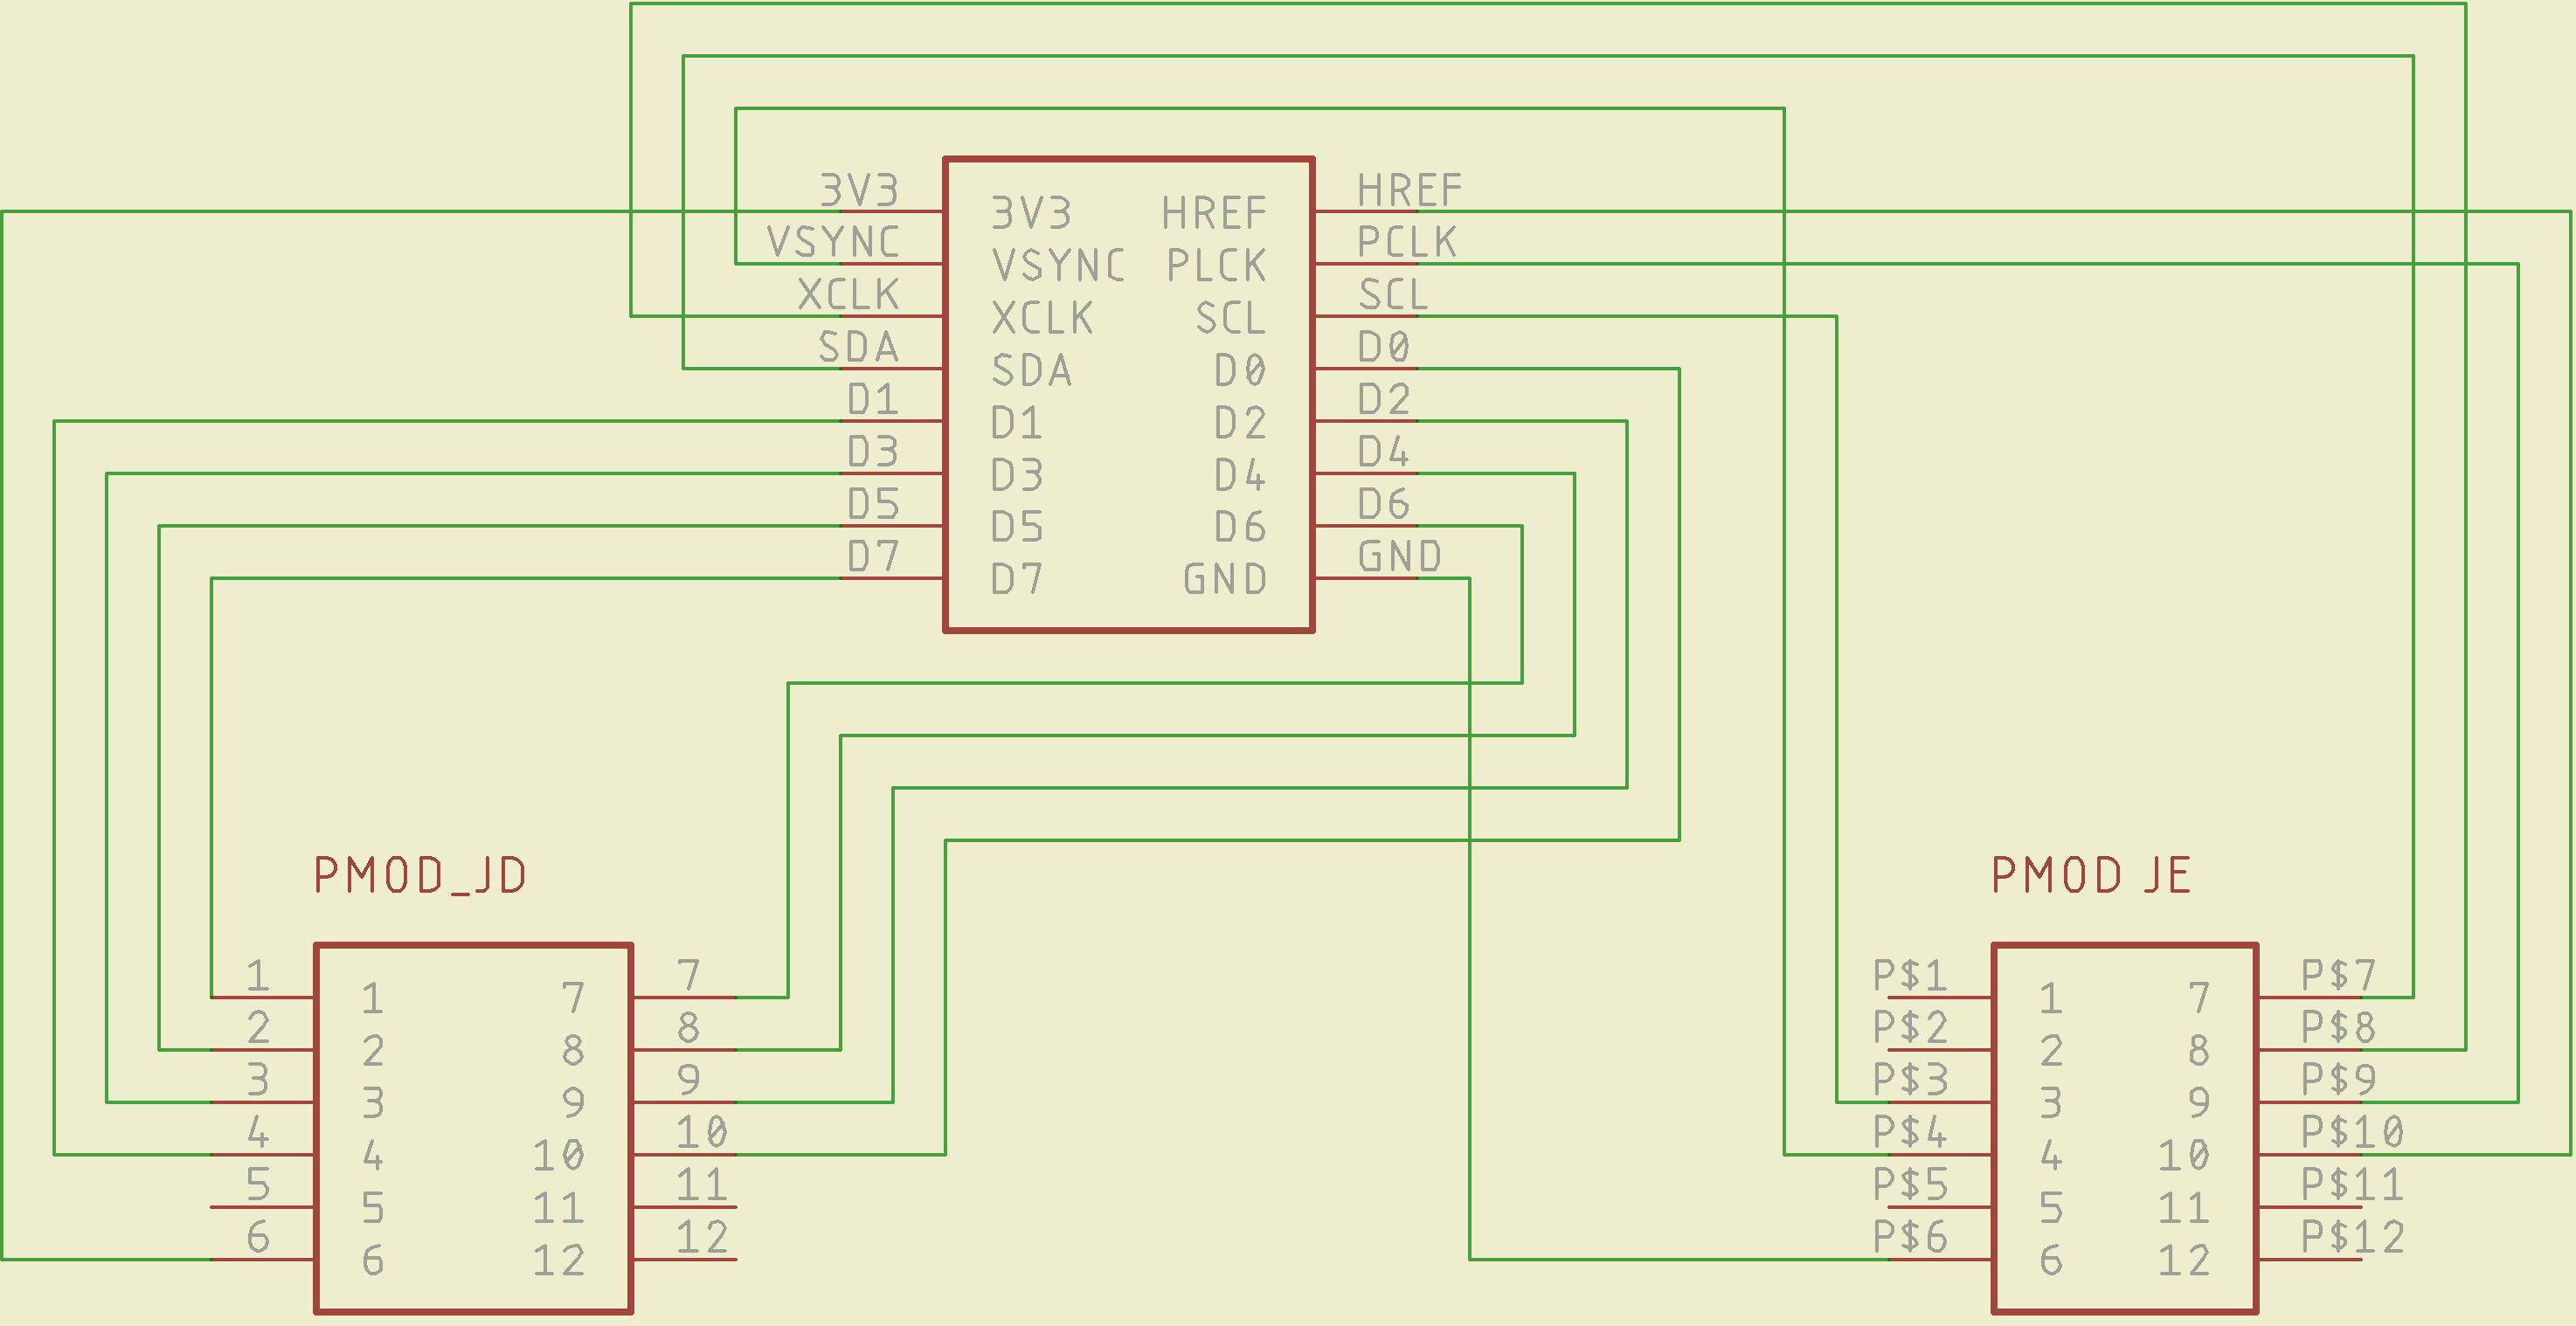 3V3 HREF
3V3 HREF
VSYNC PCLK
VSYNC PLCK
XCLK SCL
XCLK SCL
SDA D0
SDA D0
D1 D2
D1 D2
D3 D4
D3 D4
D5 D6
D5 D6
D7 GND
D7 GND
PMOD_JD
1 7
1 7
2 8
2 8
3 9
3 9
4 10
4 10
5 11
5 11
6 12
6 12
PMOD JE
P$1 P$7
1 7
P$2 P$8
2 8
P$3 P$9
3 9
P$4 P$10
4 10
P$5 P$11
5 11
P$6 P$12
6 12